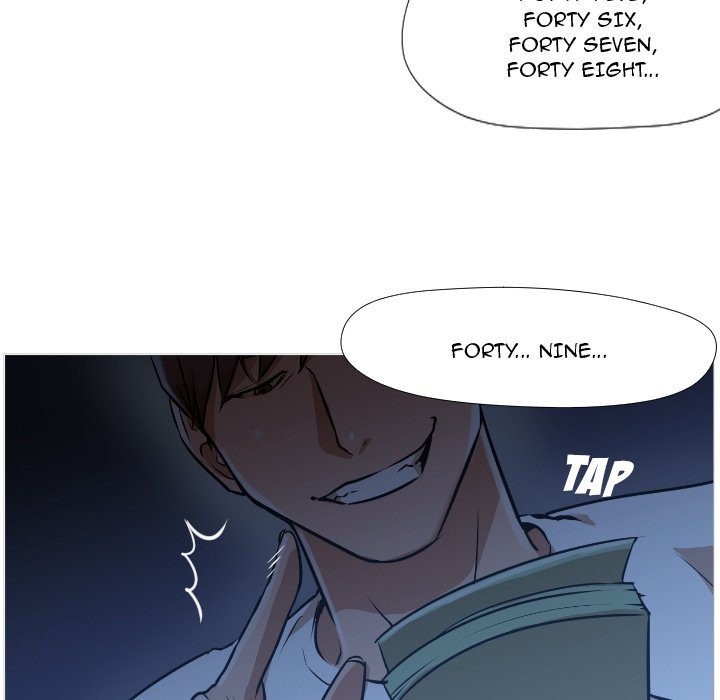 FORTY SIX,
FORTY SEVEN,
FORTY EIGHT...
FORTY... NINE...
TAP